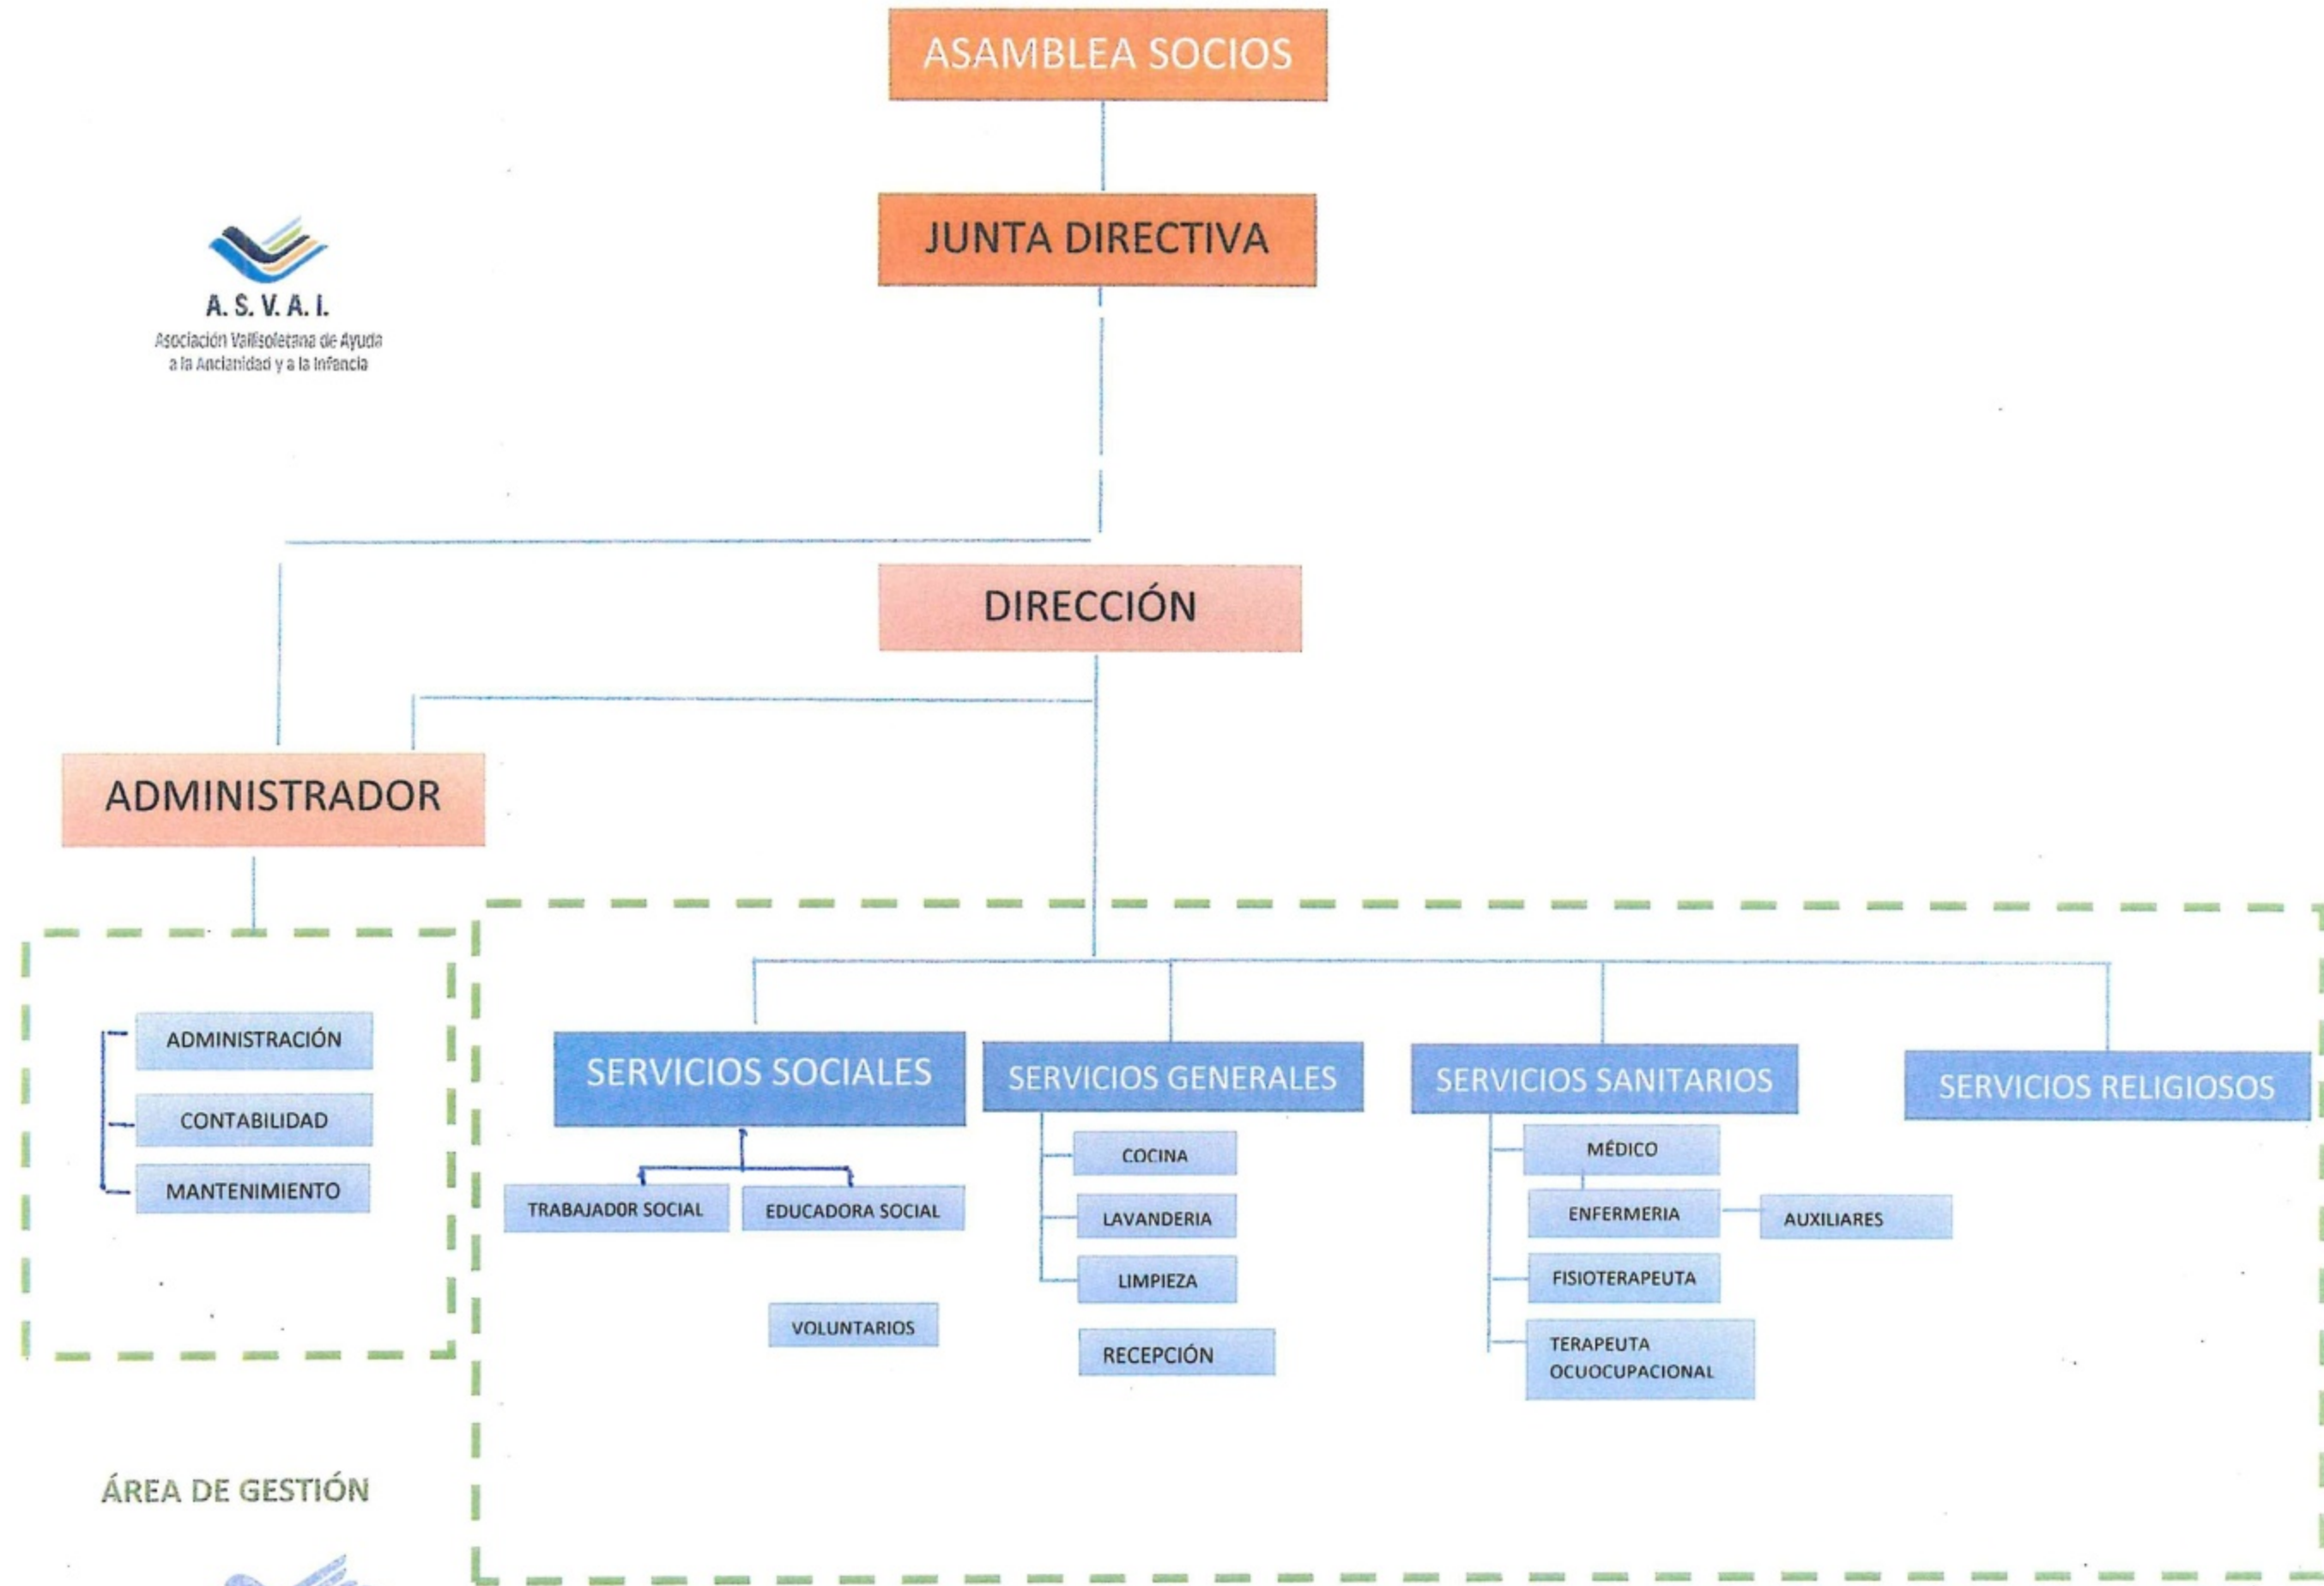 ASAMBLEA SOCIOS
JUNTA DIRECTIVA
A. S. V. A. I.
Asociación Vallisoletana de Ayuda
a la Ancianidad y a la Infancia
DIRECCIÓN
ADMINISTRADOR
ADMINISTRACIÓN
CONTABILIDAD
MANTENIMIENTO
ÁREA DE GESTIÓN
SERVICIOS SOCIALES
TRABAJADOR SOCIAL
EDUCADORA SOCIAL
VOLUNTARIOS
SERVICIOS GENERALES
COCINA
LAVANDERIA
LIMPIEZA
RECEPCIÓN
SERVICIOS SANITARIOS
MÉDICO
ENFERMERIA
AUXILIARES
FISIOTERAPEUTA
TERAPEUTA
OCUOCUPACIONAL
SERVICIOS RELIGIOSOS